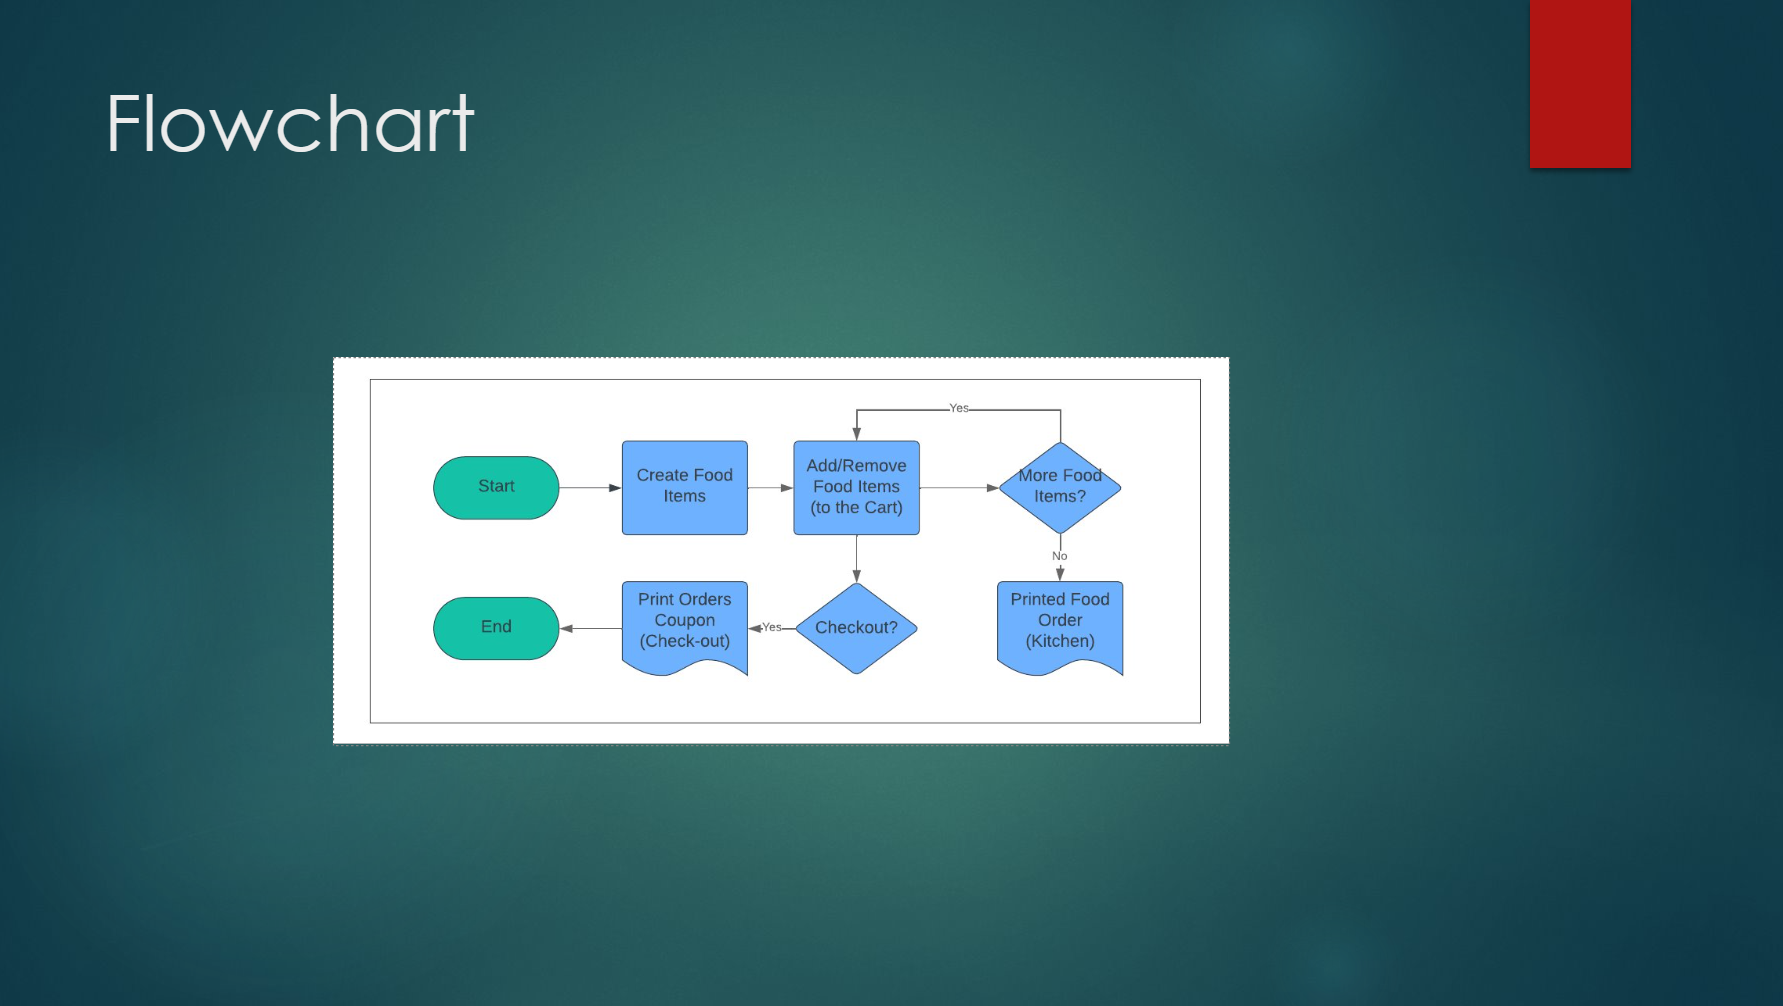 Flowchart
Yes
Start
Create Food
Items
Add/Remove
Food Items
(to the Cart)
More Food
Items?
No
End
Print Orders
Coupon
(Check-out)
Yes
Checkout?
Printed Food
Order
(Kitchen)